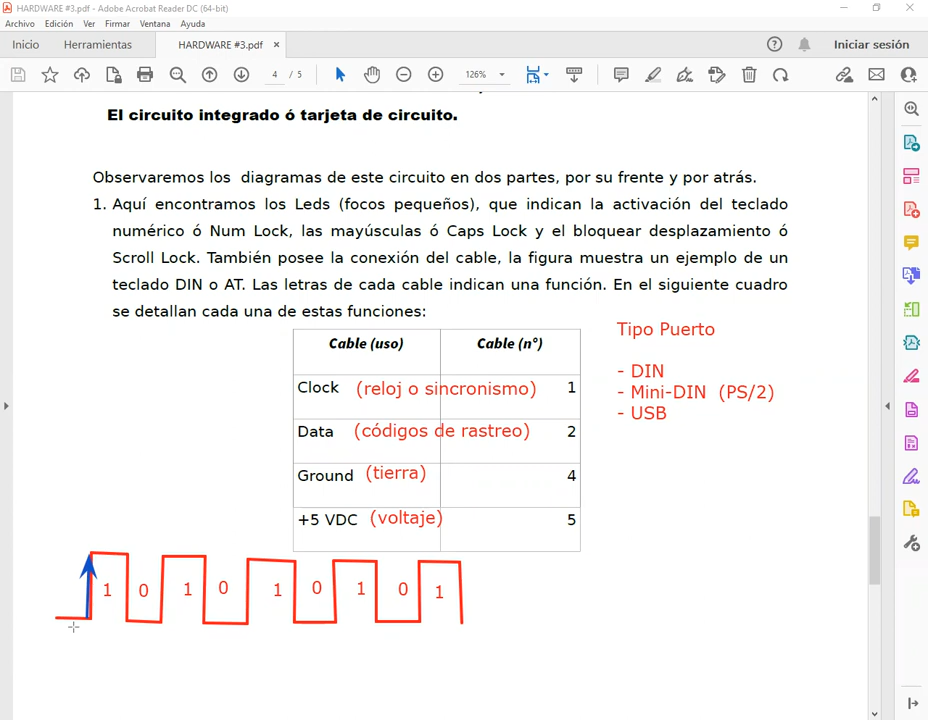 HARDWARE #3.pdf - Adobe Acrobat Reader DC (64-bit)
Archivo Edición Ver Firmar Ventana Ayuda
Inicio Herramientas HARDWARE #3.pdf × Iniciar sesión
4 / 5 126%
El circuito integrado ó tarjeta de circuito.
Observaremos los diagramas de este circuito en dos partes, por su frente y por atrás.
1. Aquí encontramos los Leds (focos pequeños), que indican la activación del teclado
numérico ó Num Lock, las mayúsculas ó Caps Lock y el bloquear desplazamiento ó
Scroll Lock. También posee la conexión del cable, la figura muestra un ejemplo de un
teclado DIN o AT. Las letras de cada cable indican una función. En el siguiente cuadro
se detallan cada una de estas funciones:
Cable (uso) Cable (n°)
Clock (reloj o sincronismo) 1
Data (códigos de rastreo) 2
Ground (tierra) 4
+5 VDC (voltaje) 5
Tipo Puerto
- DIN
- Mini-DIN (PS/2)
- USB
1 0 1 0 1 0 1 0 1